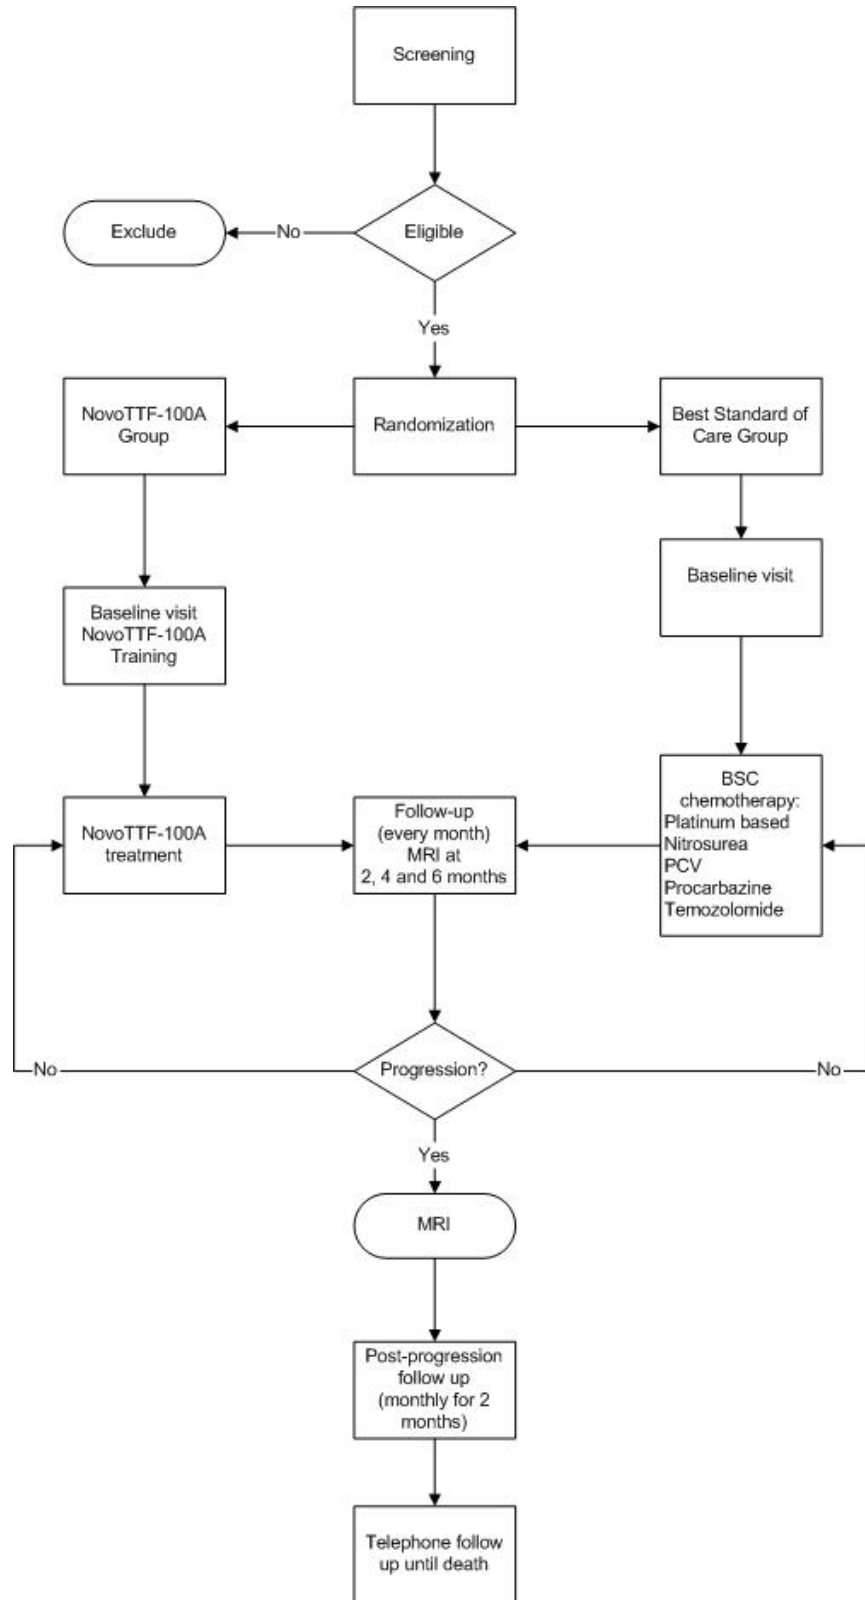 Screening
Exclude
No
Eligible
Yes
NovoTTF-100A
Group
Randomization
Best Standard of
Care Group
Baseline visit
NovoTTF-100A
Training
Baseline visit
NovoTTF-100A
treatment
Follow-up
(every month)
MRI at
2, 4 and 6 months
BSC
chemotherapy:
Platinum based
Nitrosurea
PCV
Procarbazine
Temozolomide
No
Progression?
No
Yes
MRI
Post-progression
follow up
(monthly for 2
months)
Telephone follow
up until death